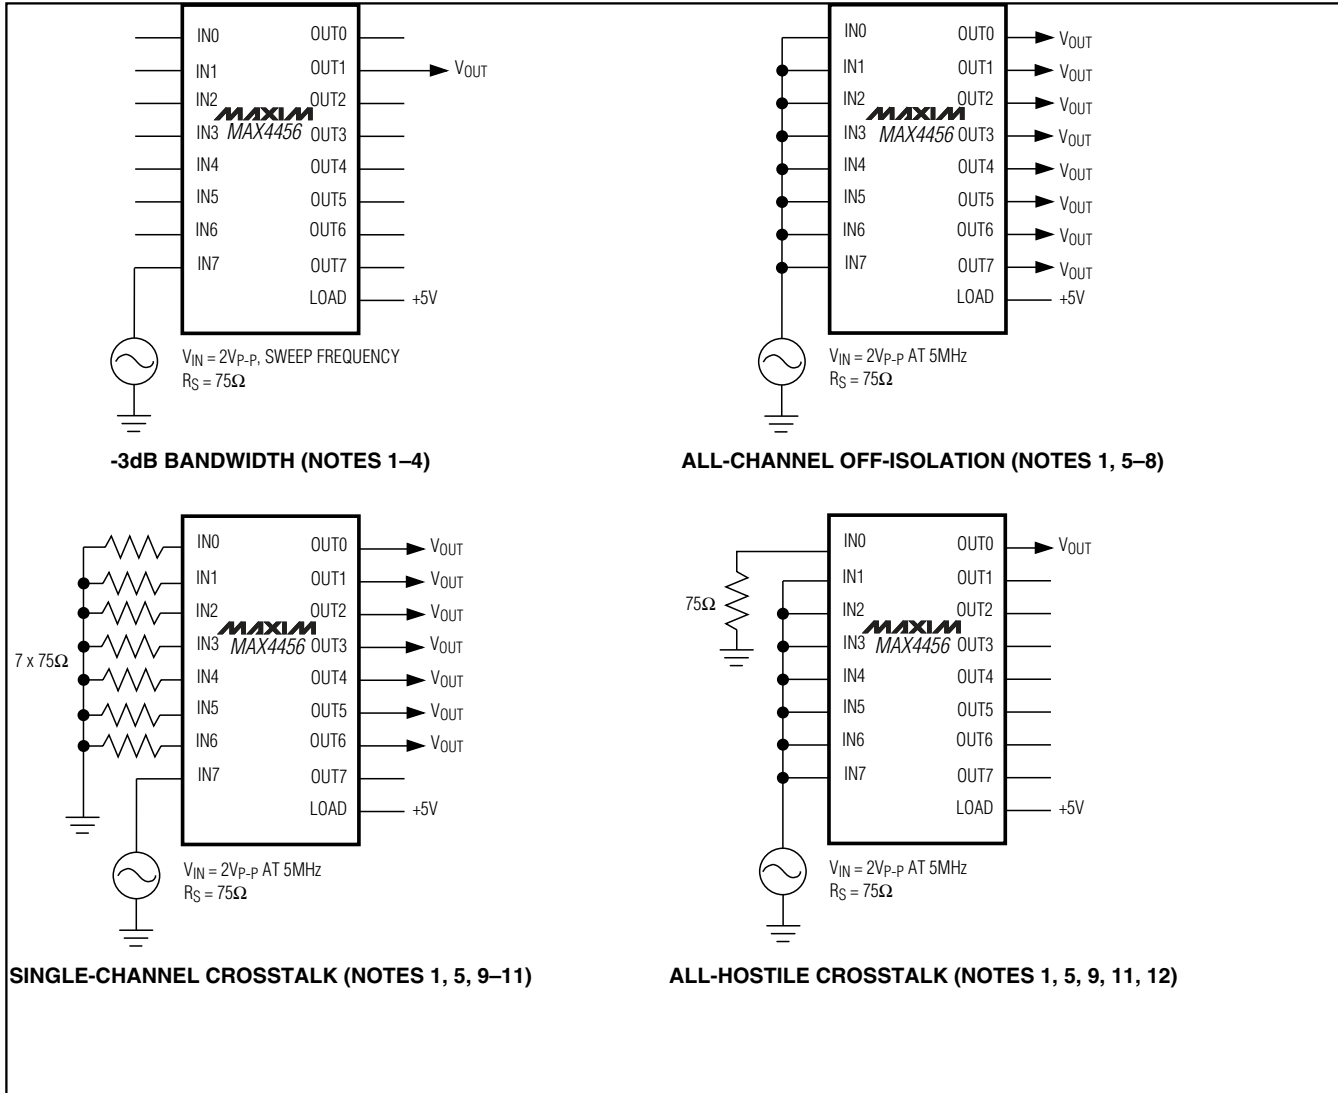 IN0 OUT0
IN1 OUT1 VOUT
IN2 OUT2
MAXIM
IN3 MAX4456 OUT3
IN4 OUT4
IN5 OUT5
IN6 OUT6
IN7 OUT7
LOAD +5V
VIN = 2VP-P, SWEEP FREQUENCY
RS = 75Ω
-3dB BANDWIDTH (NOTES 1–4)
IN0 OUT0 VOUT
IN1 OUT1 VOUT
IN2 OUT2 VOUT
MAXIM
IN3 MAX4456 OUT3 VOUT
IN4 OUT4 VOUT
IN5 OUT5 VOUT
IN6 OUT6 VOUT
IN7 OUT7 VOUT
LOAD +5V
VIN = 2VP-P AT 5MHz
RS = 75Ω
ALL-CHANNEL OFF-ISOLATION (NOTES 1, 5–8)
IN0 OUT0 VOUT
IN1 OUT1 VOUT
IN2 OUT2 VOUT
MAXIM
IN3 MAX4456 OUT3 VOUT
7 x 75Ω
IN4 OUT4 VOUT
IN5 OUT5 VOUT
IN6 OUT6 VOUT
IN7 OUT7
LOAD +5V
VIN = 2VP-P AT 5MHz
RS = 75Ω
SINGLE-CHANNEL CROSSTALK (NOTES 1, 5, 9–11)
IN0 OUT0 VOUT
IN1 OUT1
75Ω
IN2 OUT2
MAXIM
IN3 MAX4456 OUT3
IN4 OUT4
IN5 OUT5
IN6 OUT6
IN7 OUT7
LOAD +5V
VIN = 2VP-P AT 5MHz
RS = 75Ω
ALL-HOSTILE CROSSTALK (NOTES 1, 5, 9, 11, 12)